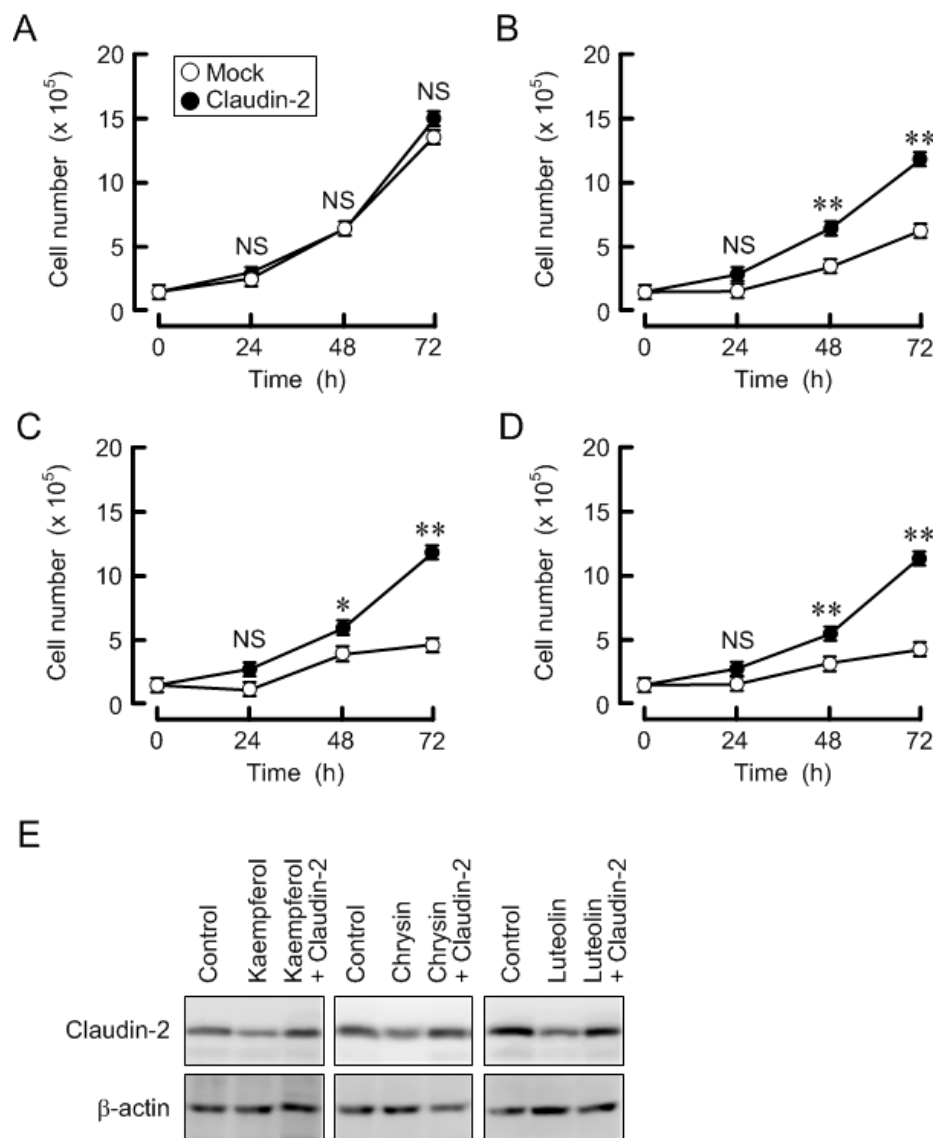 A
Mock
Claudin-2
Cell number (x 10⁵)
20
15
10
5
0
NS
NS
NS
0 24 48 72
Time (h)
B
Cell number (x 10⁵)
20
15
10
5
0
NS
**
**
0 24 48 72
Time (h)
C
Cell number (x 10⁵)
20
15
10
5
0
NS
*
**
0 24 48 72
Time (h)
D
Cell number (x 10⁵)
20
15
10
5
0
NS
**
**
0 24 48 72
Time (h)
E
Control
Kaempferol
Kaempferol
+ Claudin-2
Control
Chrysin
Chrysin
+ Claudin-2
Control
Luteolin
Luteolin
+ Claudin-2
Claudin-2
β-actin